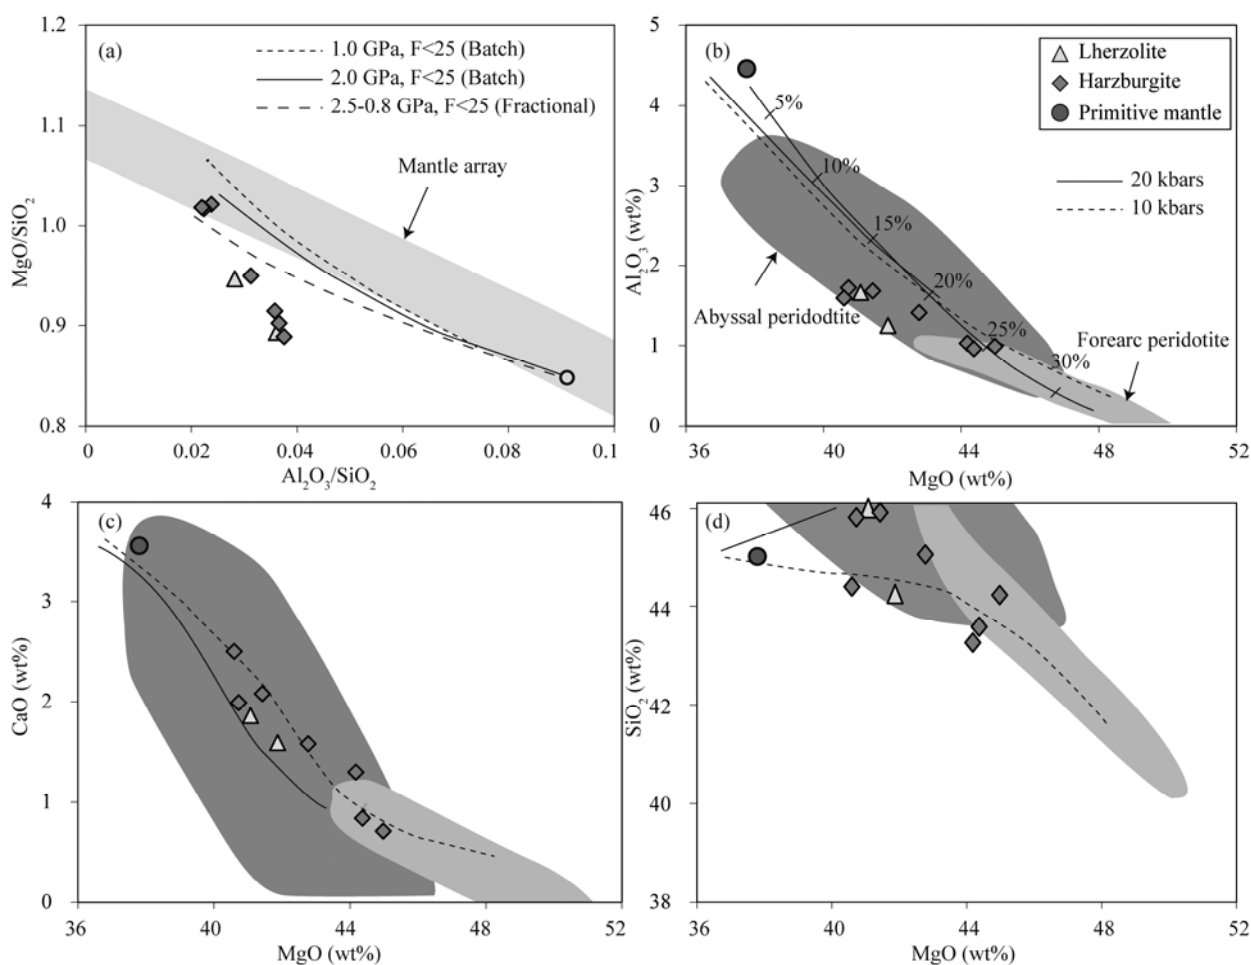 (a)
1.0 GPa, F<25 (Batch)
2.0 GPa, F<25 (Batch)
2.5-0.8 GPa, F<25 (Fractional)
Mantle array
1.2
1.1
1.0
0.9
0.8
MgO/SiO2
0 0.02 0.04 0.06 0.08 0.1
Al2O3/SiO2
(b)
Lherzolite
Harzburgite
Primitive mantle
20 kbars
10 kbars
5%
10%
15%
20%
25%
30%
Abyssal peridodtite
Forearc peridotite
5
4
3
2
1
0
Al2O3 (wt%)
36 40 44 48 52
MgO (wt%)
(c)
4
3
2
1
0
CaO (wt%)
36 40 44 48 52
MgO (wt%)
(d)
46
44
42
40
38
SiO2 (wt%)
36 40 44 48 52
MgO (wt%)